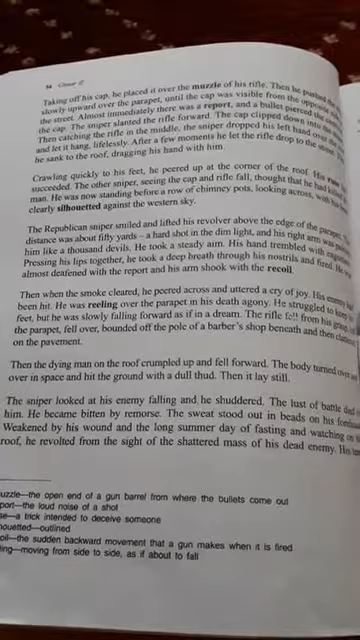 Taking off his cap, he placed it over the muzzle of his rifle. Then he pushed the
slowly upward over the parapet, until the cap was visible from the opposite
the street. Almost immediately there was a report, and a bullet pierced the
the cap. The sniper slanted the rifle forward. The cap clipped down into the
Then catching the rifle in the middle, the sniper dropped his left hand over the
and let it hang, lifelessly. After a few moments he let the rifle drop to the
he sank to the roof, dragging his hand with him.
Crawling quickly to his feet, he peered up at the corner of the roof. His
succeeded. The other sniper, seeing the cap and rifle fall, thought that he had
man. He was now standing before a row of chimney pots, looking across, with his
clearly silhouetted against the western sky.
The Republican sniper smiled and lifted his revolver above the edge of the parapet.
distance was about fifty yards – a hard shot in the dim light, and his right arm was
him like a thousand devils. He took a steady aim. His hand trembled with
Pressing his lips together, he took a deep breath through his nostrils and fired. He was
almost deafened with the report and his arm shook with the recoil.
Then when the smoke cleared, he peered across and uttered a cry of joy. His enemy
been hit. He was reeling over the parapet in his death agony. He struggled to keep
feet, but he was slowly falling forward as if in a dream. The rifle fell from his grasp
the parapet, fell over, bounded off the pole of a barber's shop beneath and then
on the pavement.
Then the dying man on the roof crumpled up and fell forward. The body turned over
over in space and hit the ground with a dull thud. Then it lay still.
The sniper looked at his enemy falling and he shuddered. The lust of battle died
him. He became bitten by remorse. The sweat stood out in beads on his
Weakened by his wound and the long summer day of fasting and watching on
roof, he revolted from the sight of the shattered mass of his dead enemy. His
uzzle—the open end of a gun barrel from where the bullets come out
port—the loud noise of a shot
se—a trick intended to deceive someone
houetted—outlined
oil—the sudden backward movement that a gun makes when it is fired
ling—moving from side to side, as if about to fall